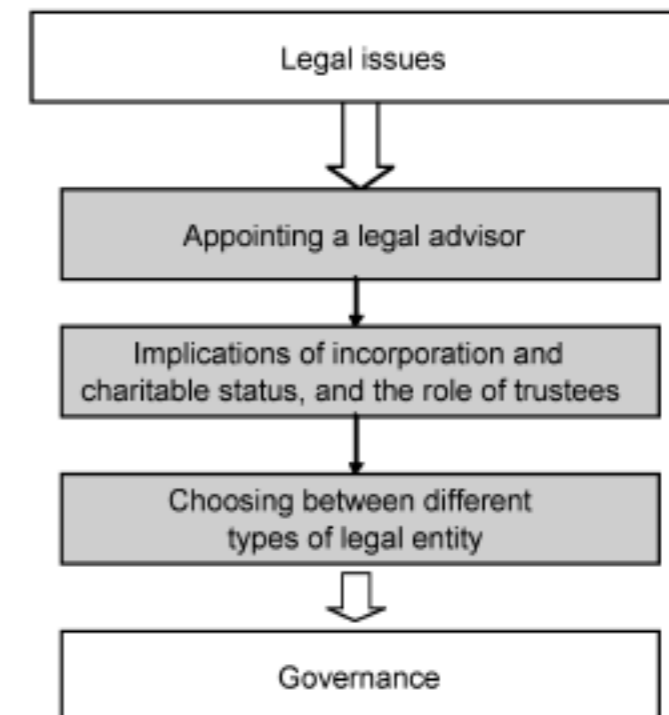 Legal issues
Appointing a legal advisor
Implications of incorporation and
charitable status, and the role of trustees
Choosing between different
types of legal entity
Governance